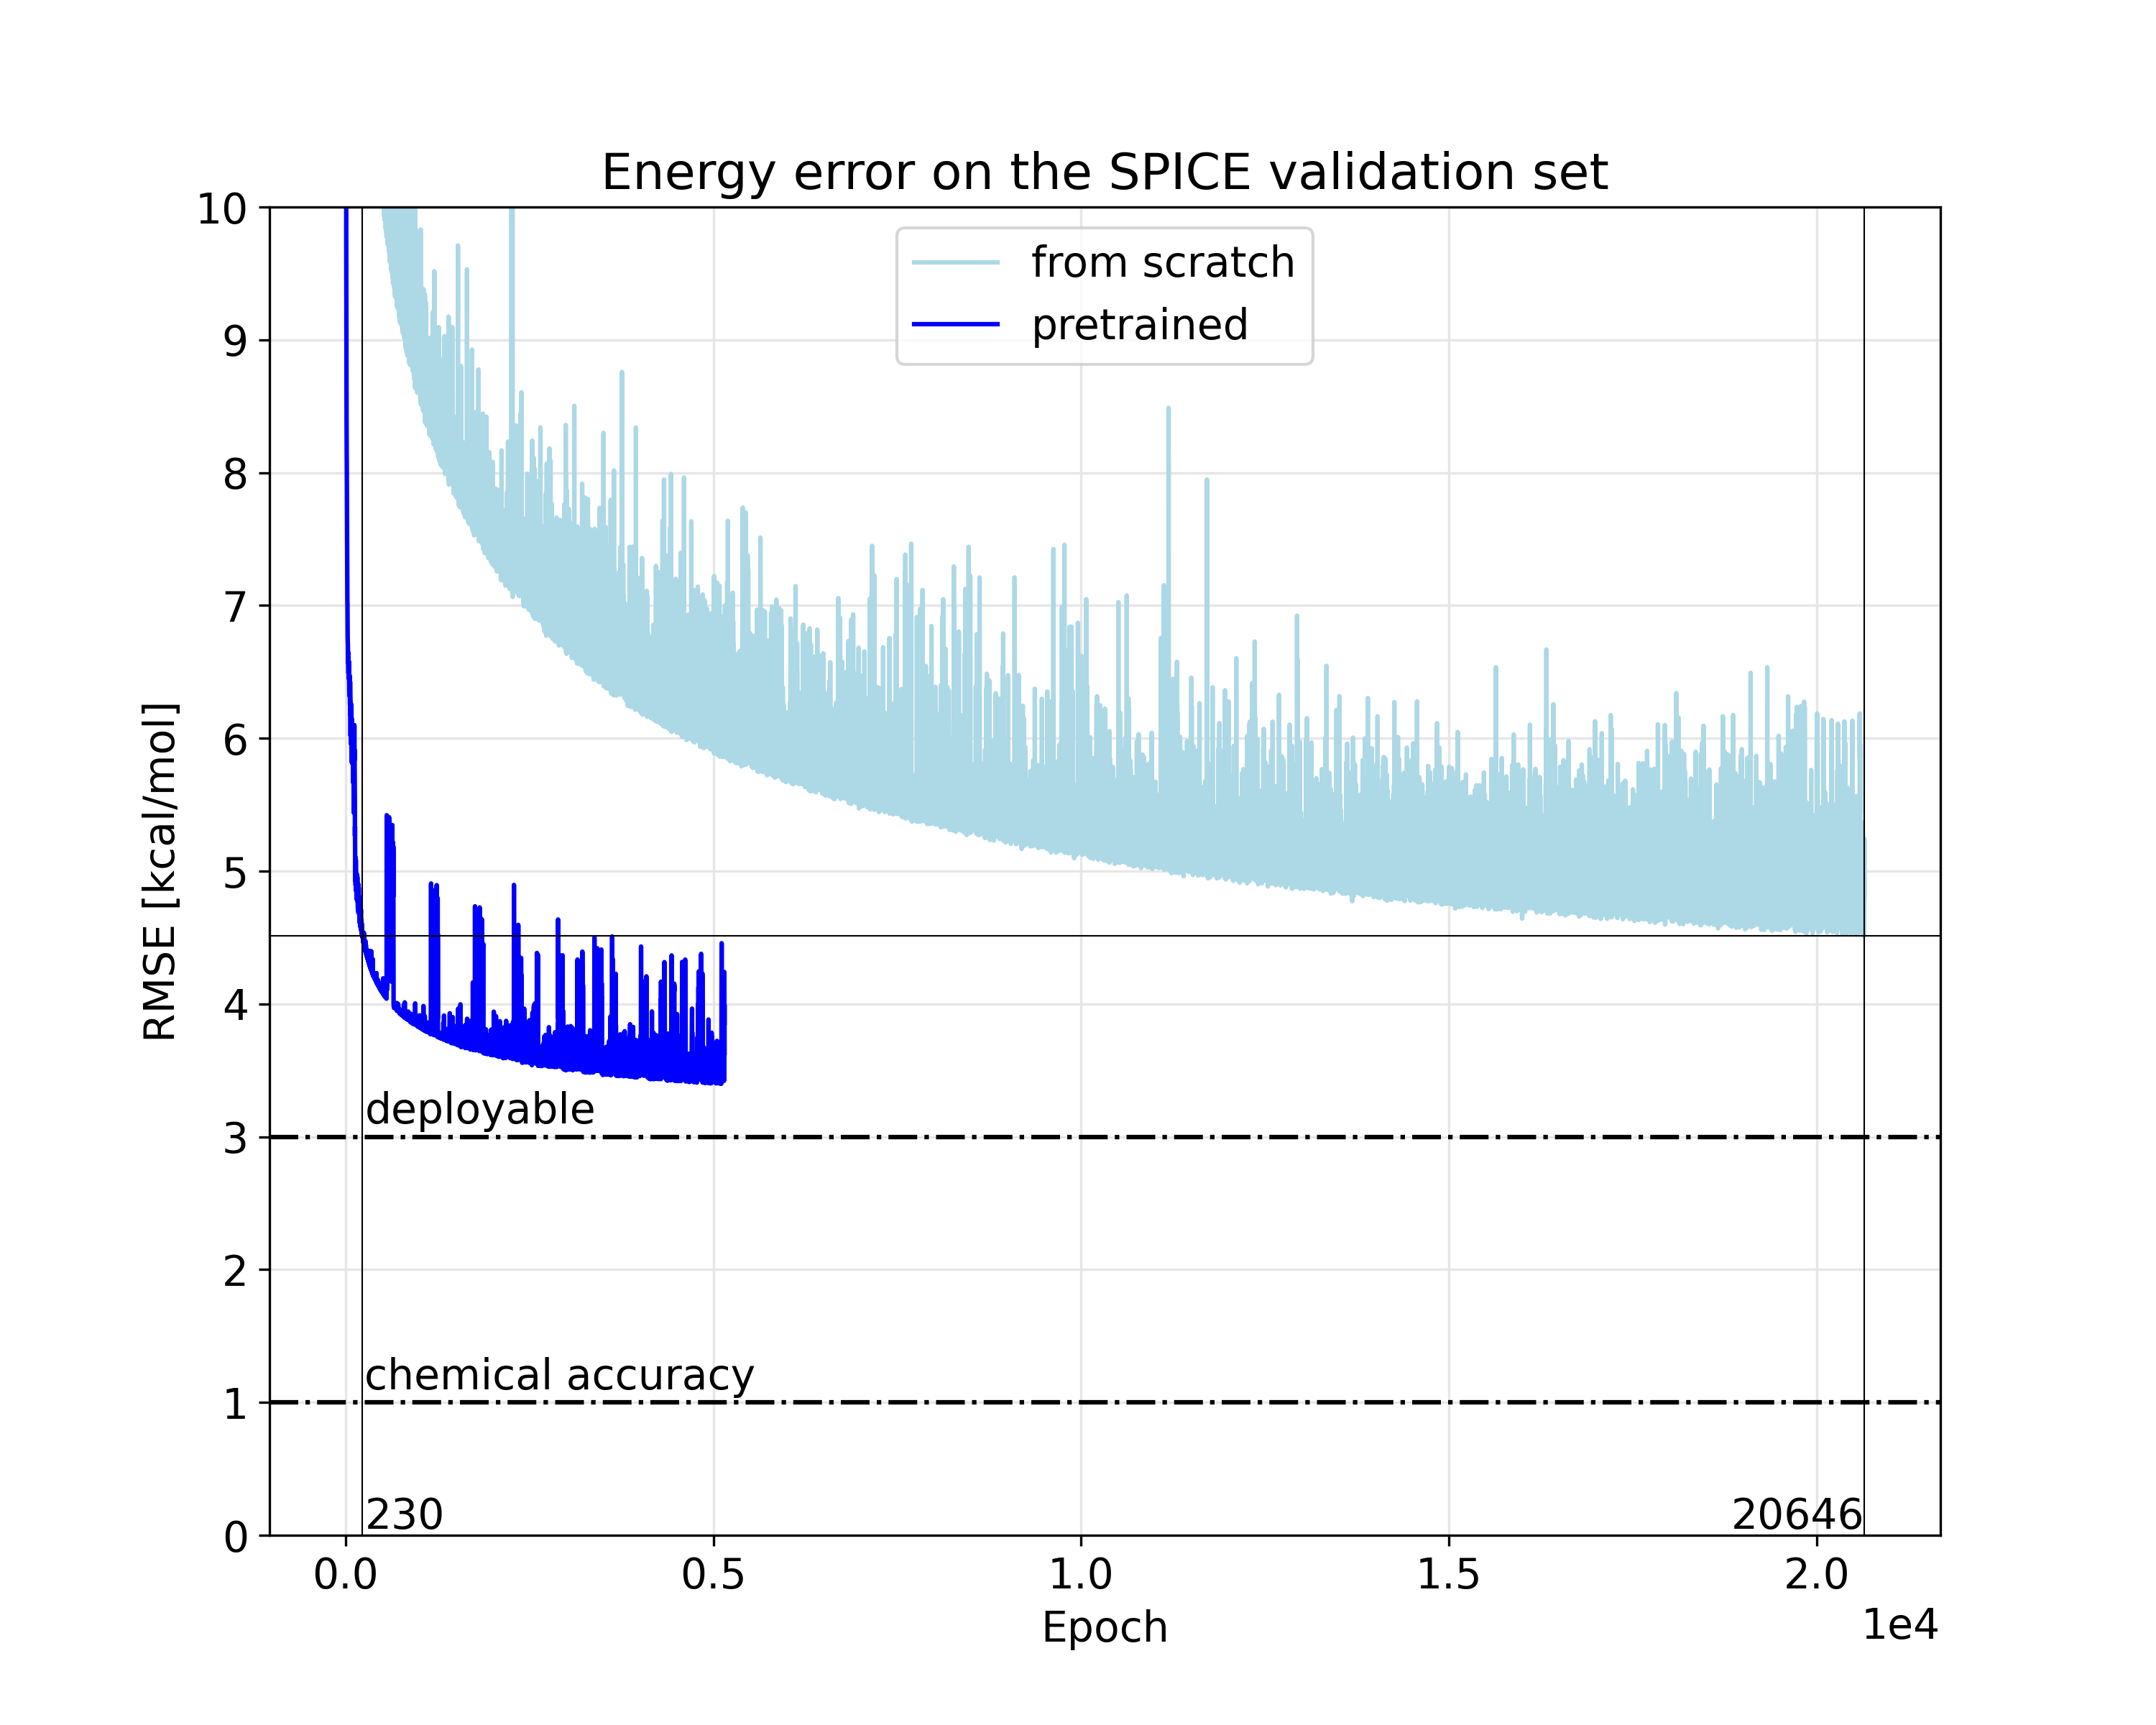 Energy error on the SPICE validation set
from scratch
pretrained
RMSE [kcal/mol]
10
9
8
7
6
5
4
3
2
1
0
deployable
chemical accuracy
230
20646
0.0
0.5
1.0
1.5
2.0
1e4
Epoch